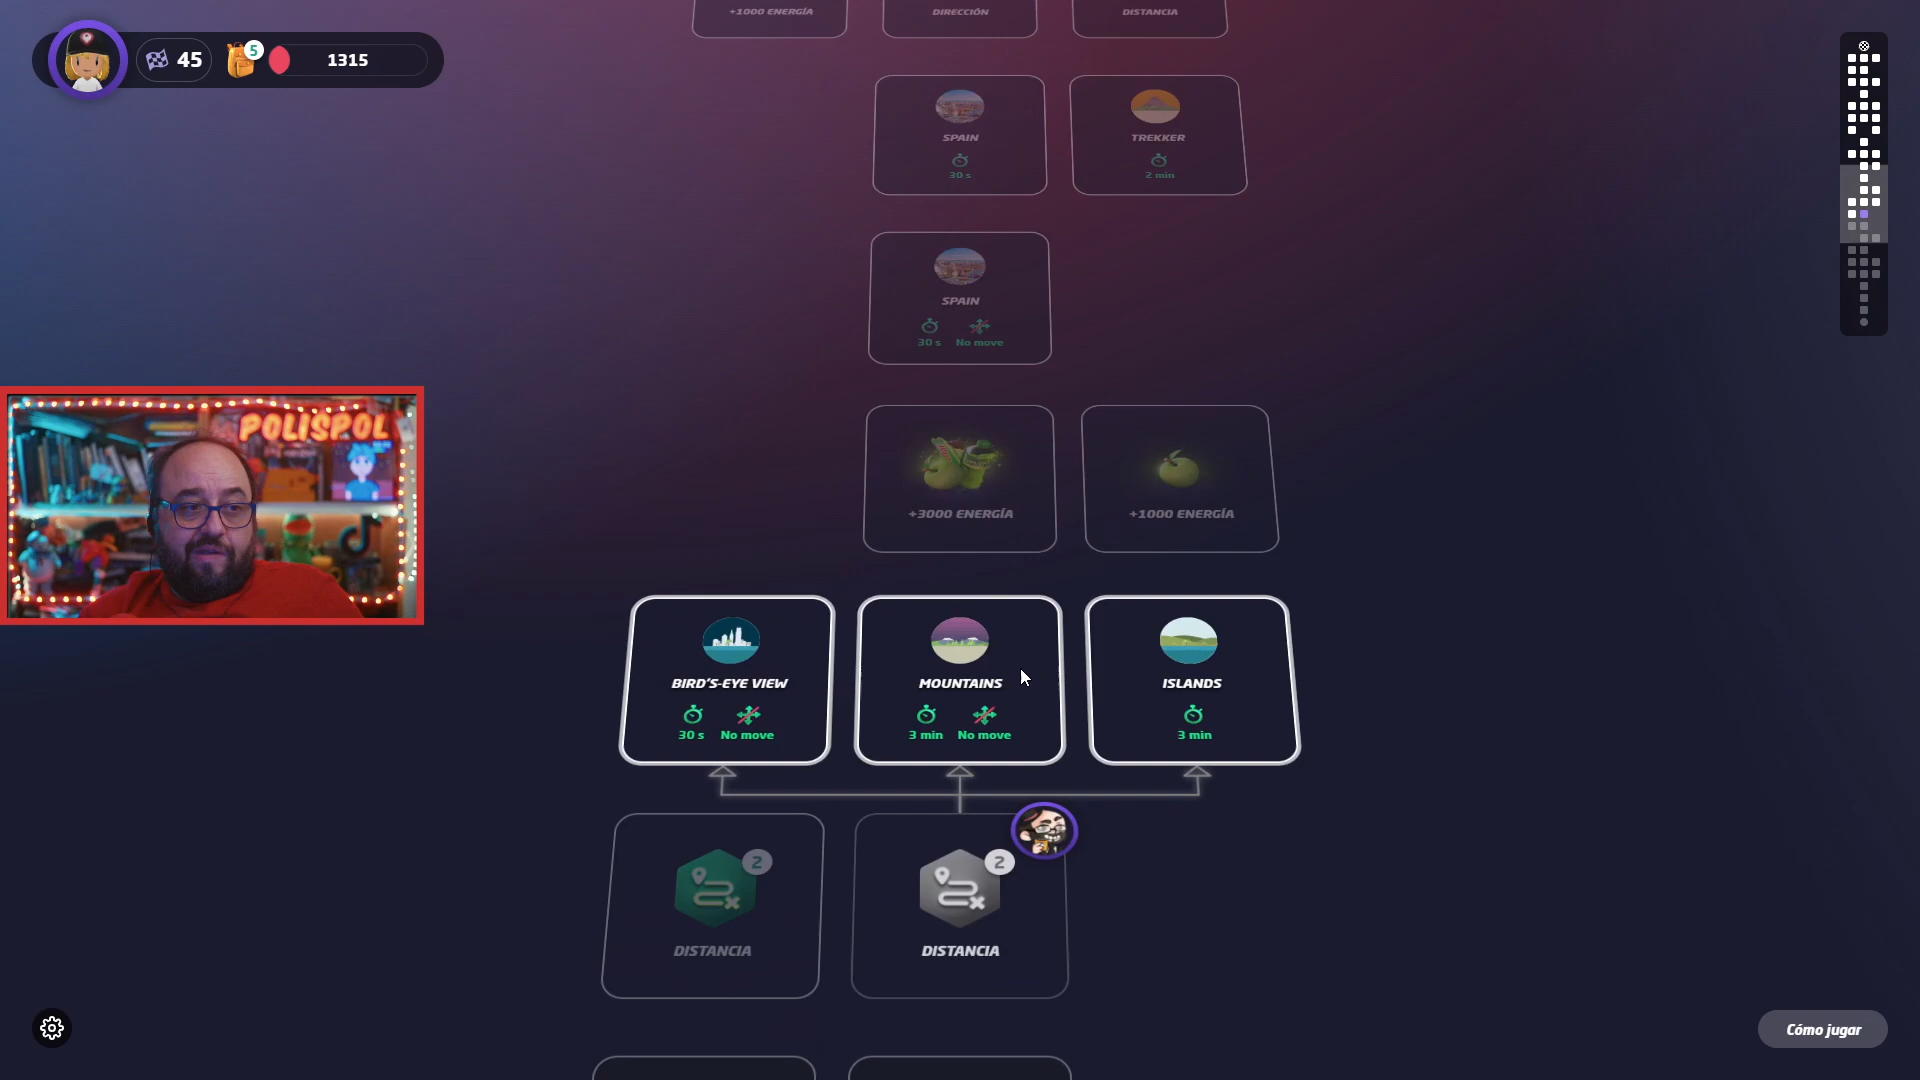 +1000 ENERGÍA
DIRECCIÓN
DISTANCIA
45
5
1315
SPAIN
30 s
TREKKER
2 min
SPAIN
30 s
No move
POLISPOL
+3000 ENERGÍA
+1000 ENERGÍA
BIRD'S-EYE VIEW
30 s
No move
MOUNTAINS
3 min
No move
ISLANDS
3 min
2
DISTANCIA
2
DISTANCIA
Cómo jugar